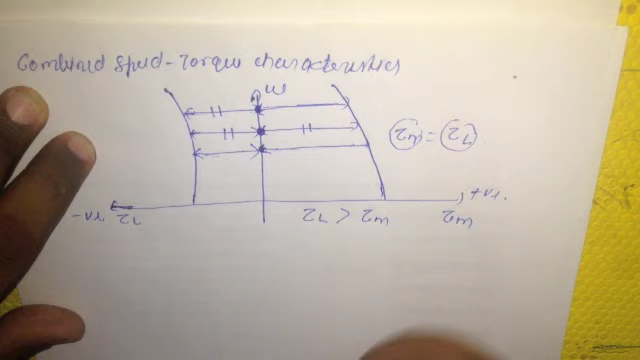 Combined Speed-Torque characteristics
ω
τm = τL
-ve. τL
τL < τm
τm
+ve.